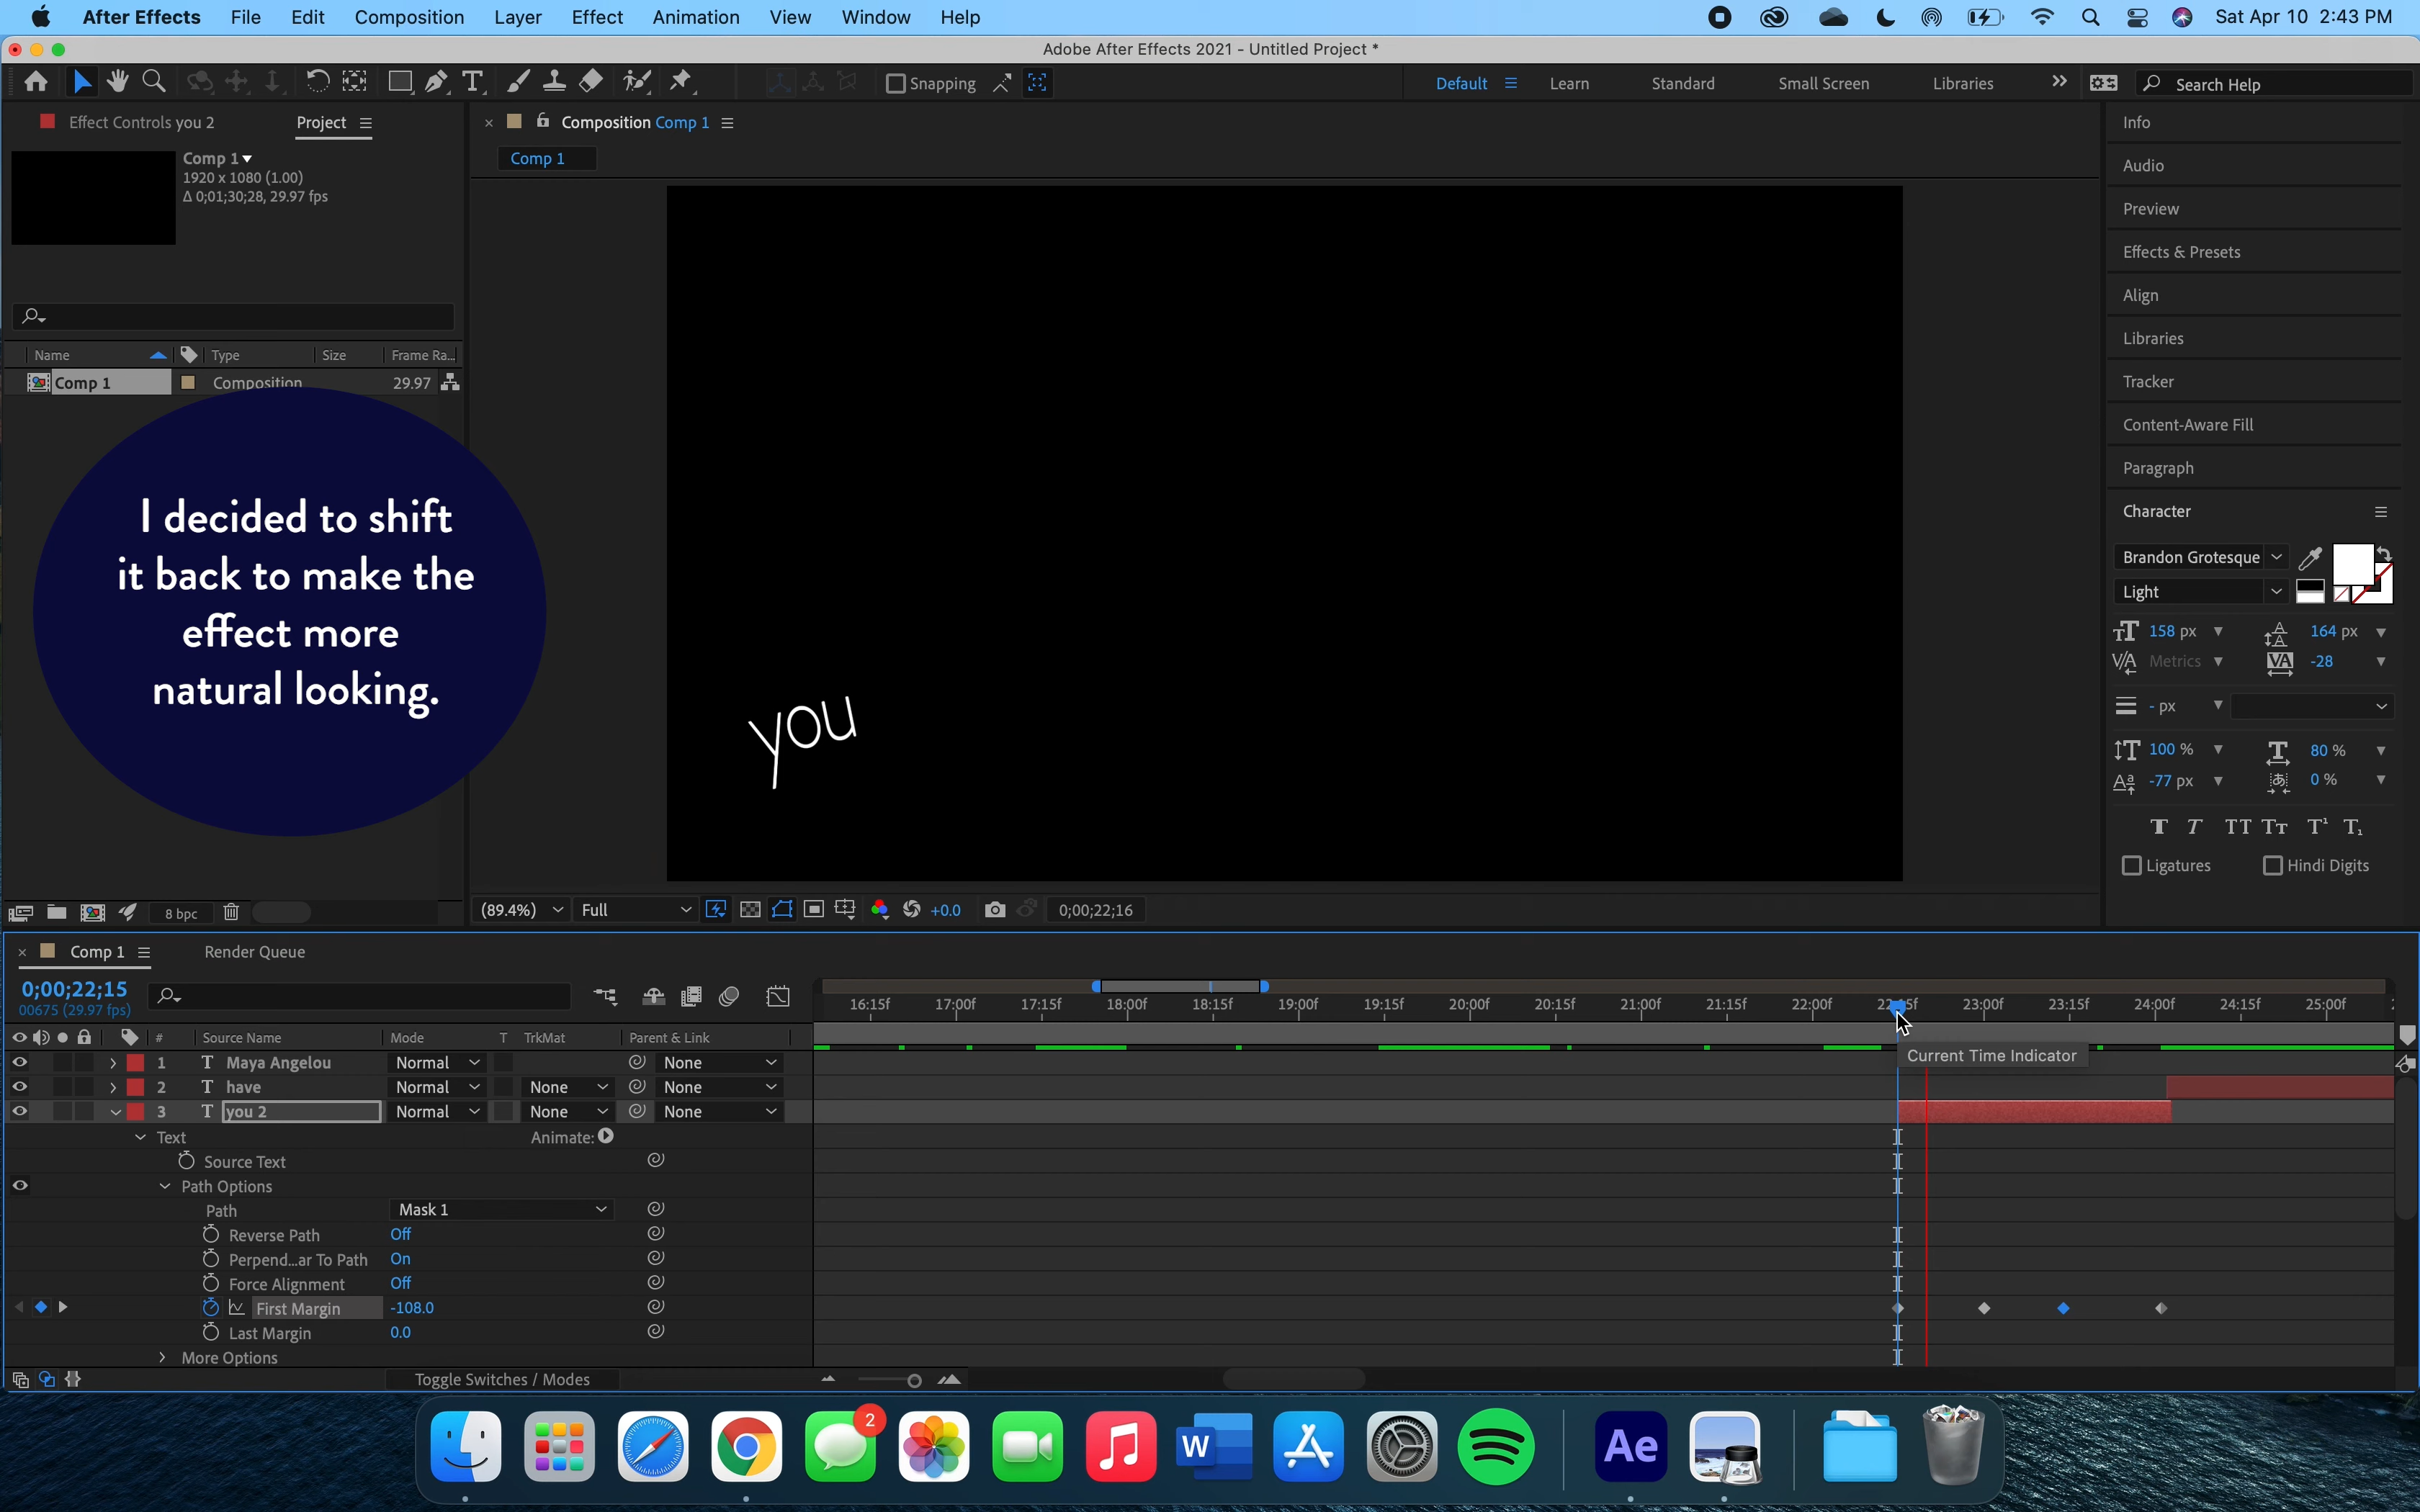 After Effects File Edit Composition Layer Effect Animation View Window Help Sat Apr 10 2:43 PM
Adobe After Effects 2021 - Untitled Project *
Snapping Default Learn Standard Small Screen Libraries Search Help
Effect Controls you 2 Project
Composition Comp 1
Comp 1
Comp 1
1920 x 1080 (1.00)
Δ 0;01;30;28, 29.97 fps
Name Type Size Frame Ra...
Comp 1 Composition 29.97
I decided to shift
it back to make the
effect more
natural looking.
you
8 bpc
(89.4%) Full +0.0 0;00;22;16
Info
Audio
Preview
Effects & Presets
Align
Libraries
Tracker
Content-Aware Fill
Paragraph
Character
Brandon Grotesque
Light
158 px 164 px
Metrics -28
- px
100 % 80 %
-77 px 0 %
Ligatures Hindi Digits
Comp 1 Render Queue
0;00;22;15
00675 (29.97 fps)
16:15f 17:00f 17:15f 18:00f 18:15f 19:00f 19:15f 20:00f 20:15f 21:00f 21:15f 22:00f 23:00f 23:15f 24:00f 24:15f 25:00f
# Source Name Mode T TrkMat Parent & Link
Current Time Indicator
1 T Maya Angelou Normal None
2 T have Normal None None
3 T you 2 Normal None None
Text Animate:
Source Text
Path Options
Path Mask 1
Reverse Path Off
Perpend...ar To Path On
Force Alignment Off
First Margin -108.0
Last Margin 0.0
More Options
Toggle Switches / Modes
2
W
Ae